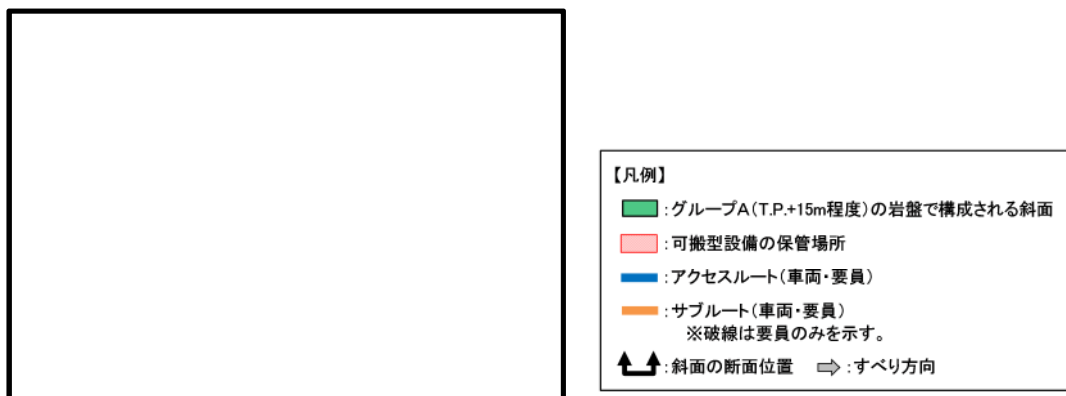 【凡例】
:グループA(T.P.+15m程度)の岩盤で構成される斜面
:可搬型設備の保管場所
:アクセスルート(車両・要員)
:サブルート(車両・要員)
※破線は要員のみを示す。
:斜面の断面位置 :すべり方向